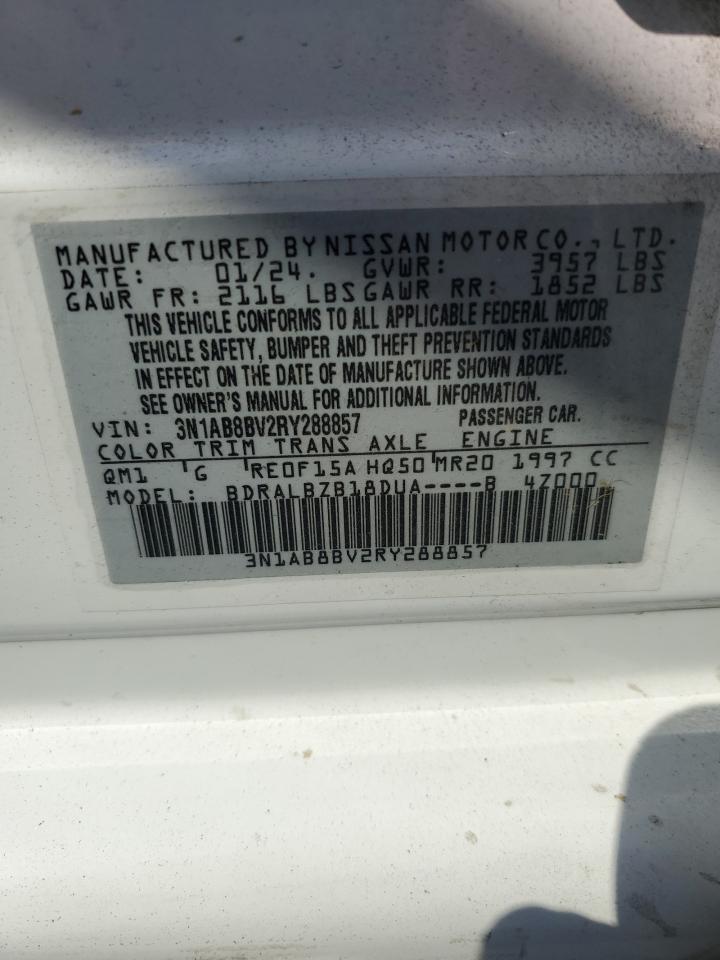 MANUFACTURED BY NISSAN MOTOR CO., LTD.
DATE: 01/24. GVWR: 3957 LBS
GAWR FR: 2116 LBS GAWR RR: 1852 LBS
THIS VEHICLE CONFORMS TO ALL APPLICABLE FEDERAL MOTOR
VEHICLE SAFETY, BUMPER AND THEFT PREVENTION STANDARDS
IN EFFECT ON THE DATE OF MANUFACTURE SHOWN ABOVE.
SEE OWNER'S MANUAL FOR ADDITIONAL INFORMATION.
VIN: 3N1AB8BV2RY288857 PASSENGER CAR.
COLOR TRIM TRANS AXLE ENGINE
QM1 'G 'RE0F15A HQ50'MR20 1997 CC
MODEL: BDRALBZB18DUA----B 4Z000
3N1AB8BV2RY288857